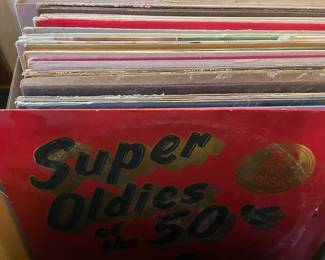 Super
Oldies
of the 50's